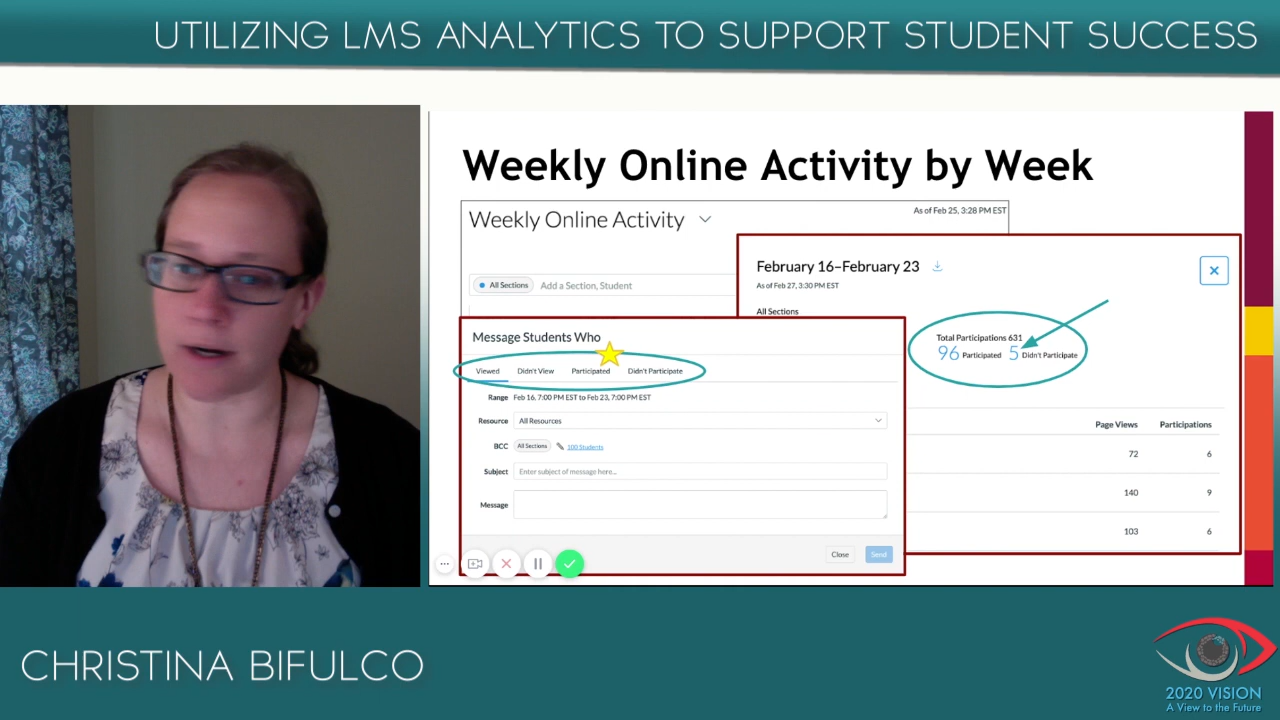 UTILIZING LMS ANALYTICS TO SUPPORT STUDENT SUCCESS
Weekly Online Activity by Week
Weekly Online Activity
As of Feb 25, 3:28 PM EST
All Sections Add a Section, Student
February 16–February 23
As of Feb 27, 3:30 PM EST
All Sections
Total Participations 631
96 Participated 5 Didn't Participate
Page Views Participations
72 6
140 9
103 6
Message Students Who
Viewed Didn't View Participated Didn't Participate
Range Feb 16, 7:00 PM EST to Feb 23, 7:00 PM EST
Resource All Resources
BCC All Sections 100 Students
Subject Enter subject of message here...
Message
Close Send
CHRISTINA BIFULCO
2020 VISION
A View to the Future